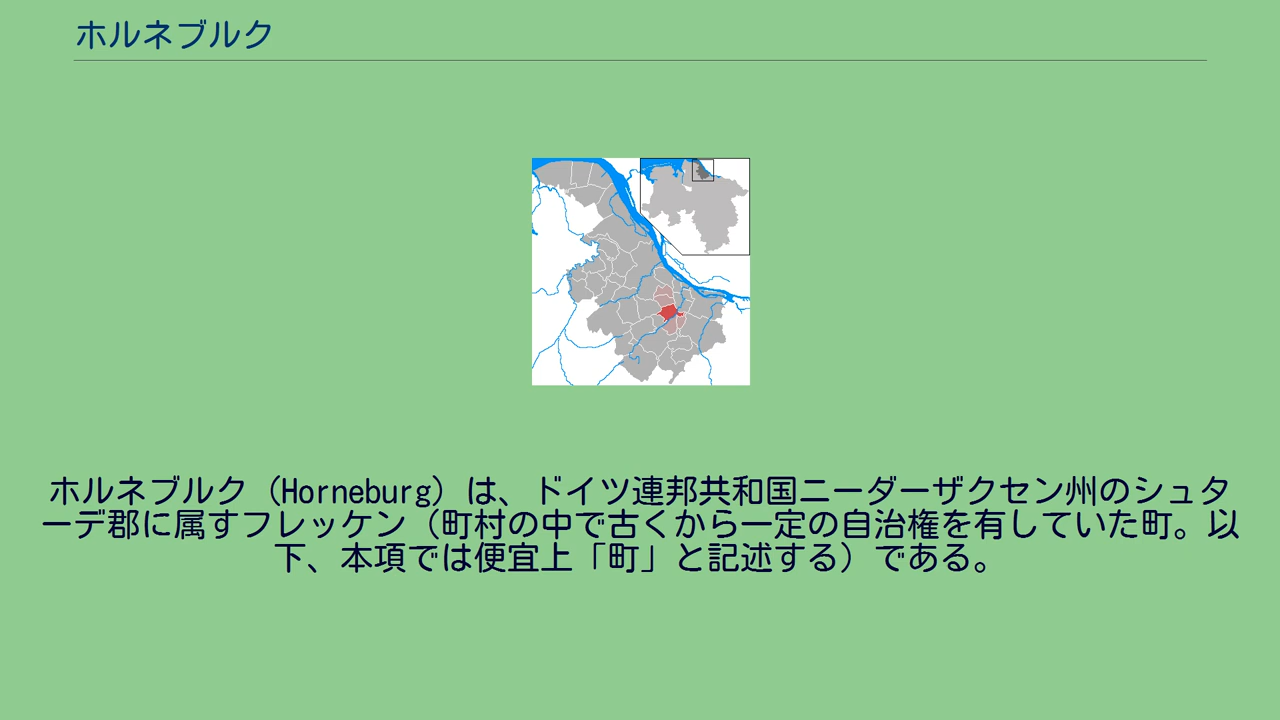 ホルネブルク
ホルネブルク（Horneburg）は、ドイツ連邦共和国ニーダーザクセン州のシュタ
ーデ郡に属すフレッケン（町村の中で古くから一定の自治権を有していた町。以
下、本項では便宜上「町」と記述する）である。